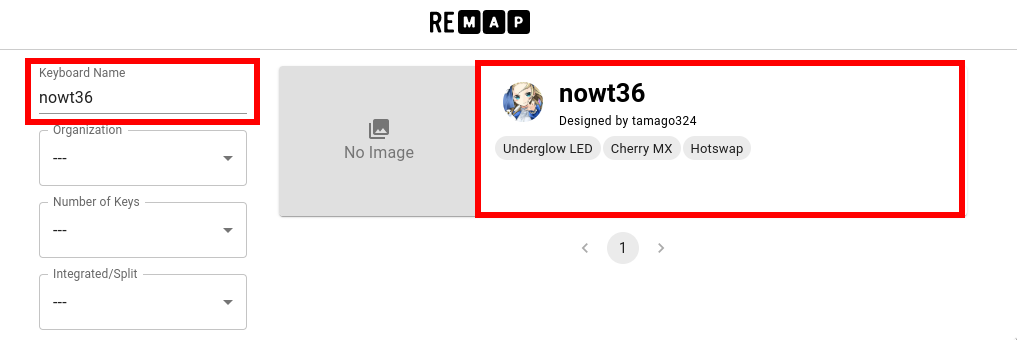 REMAP
Keyboard Name
nowt36
Organization
---
Number of Keys
---
Integrated/Split
---
No Image
nowt36
Designed by tamago324
Underglow LED Cherry MX Hotswap
1